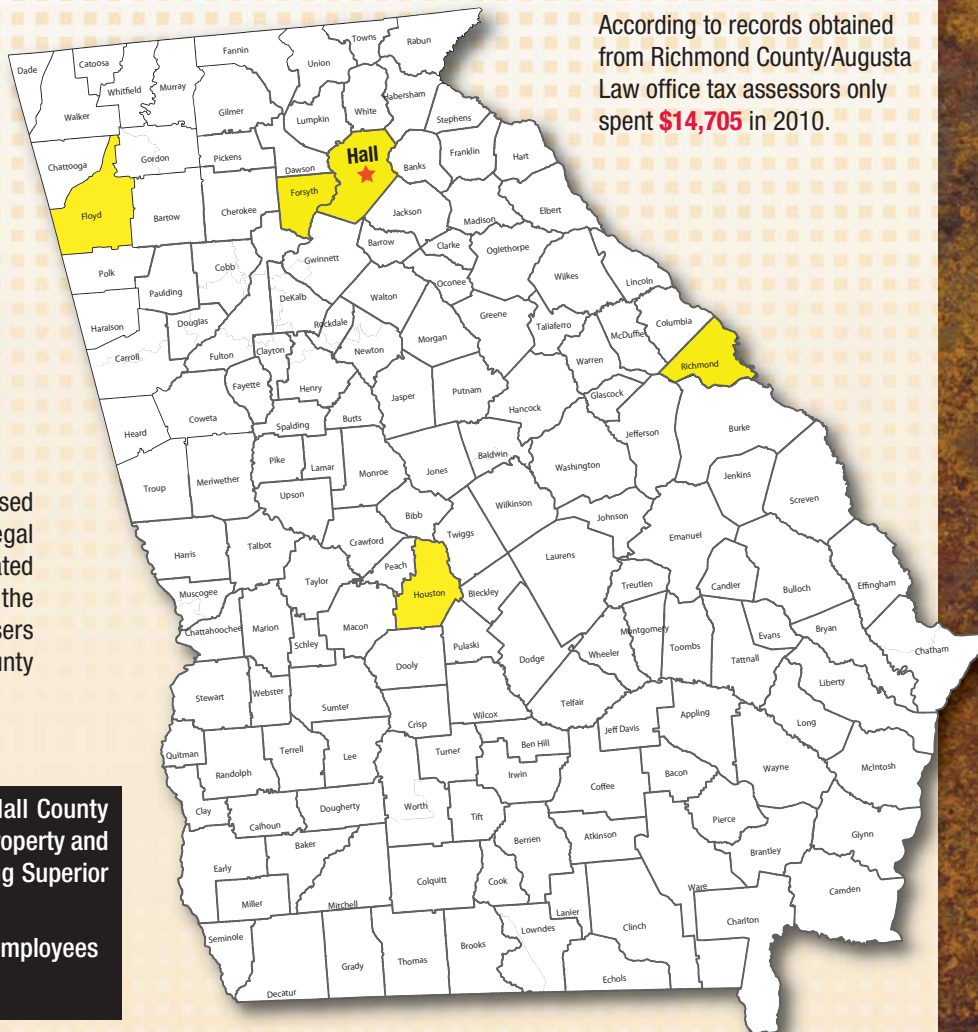 According to records obtained
from Richmond County/Augusta
Law office tax assessors only
spent $14,705 in 2010.
Towns
Rabun
Fannin
Union
Catoosa
Dade
Whitfield
Murray
Habersham
White
Gilmer
Walker
Lumpkin
Stephens
Hall
Franklin
Hart
Chattooga
Gordon
Pickens
Dawson
Banks
Forsyth
Floyd
Bartow
Cherokee
Jackson
Madison
Elbert
Barrow
Clarke
Oglethorpe
Gwinnett
Polk
Cobb
Oconee
Wilkes
Lincoln
Paulding
DeKalb
Walton
Greene
Haralson
Douglas
Rockdale
Taliaferro
McDuffie
Columbia
Carroll
Fulton
Clayton
Newton
Morgan
Warren
Richmond
Fayette
Henry
Jasper
Putnam
Glascock
Coweta
Butts
Hancock
Heard
Spalding
Jefferson
Burke
Pike
Lamar
Monroe
Jones
Baldwin
Washington
Troup
Meriwether
Upson
Jenkins
Screven
Wilkinson
Bibb
Twiggs
Johnson
Emanuel
Harris
Talbot
Crawford
Peach
Laurens
Taylor
Houston
Bleckley
Treutlen
Candler
Bulloch
Effingham
Muscogee
Chattahoochee
Marion
Macon
Schley
Pulaski
Dodge
Wheeler
Montgomery
Toombs
Evans
Bryan
Tattnall
Chatham
Dooly
Liberty
Stewart
Webster
Sumter
Crisp
Wilcox
Telfair
Jeff Davis
Appling
Long
Quitman
Randolph
Terrell
Lee
Turner
Ben Hill
Irwin
Coffee
Bacon
Wayne
McIntosh
Clay
Calhoun
Dougherty
Worth
Tift
Pierce
Baker
Berrien
Atkinson
Glynn
Early
Brantley
Colquitt
Cook
Miller
Mitchell
Ware
Camden
Lanier
Charlton
Seminole
Lowndes
Clinch
Brooks
Thomas
Grady
Echols
Decatur
sed
egal
ated
the
sers
unty
Hall County
roperty and
g Superior
mployees